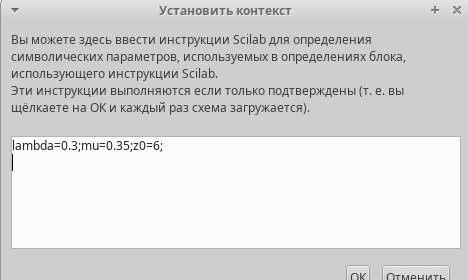 Установить контекст
Вы можете здесь ввести инструкции Scilab для определения
символических параметров, используемых в определениях блока,
использующего инструкции Scilab.
Эти инструкции выполняются если только подтверждены (т. е. вы
щёлкаете на ОК и каждый раз схема загружается).
lambda=0.3;mu=0.35;z0=6;
ОК Отменить